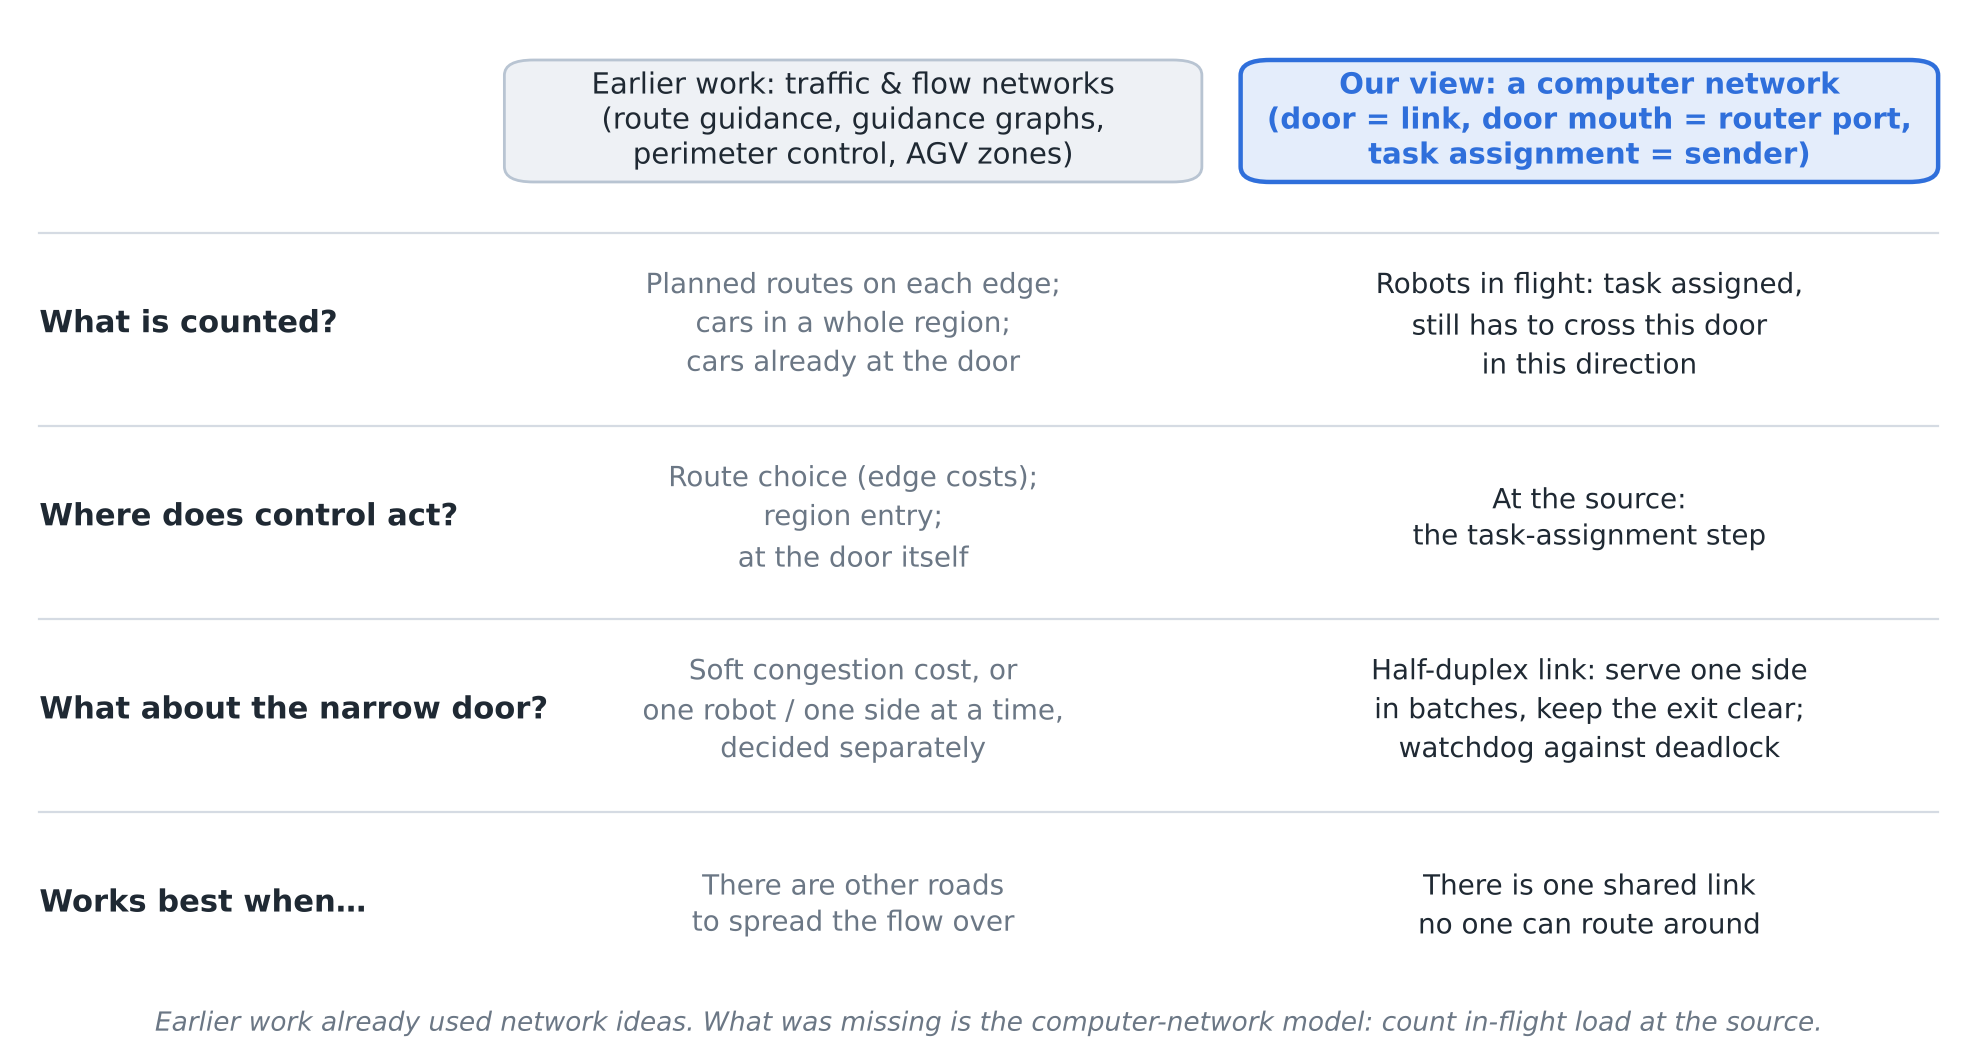 Earlier work: traffic & flow networks
(route guidance, guidance graphs,
perimeter control, AGV zones)
Our view: a computer network
(door = link, door mouth = router port,
task assignment = sender)
What is counted?
Planned routes on each edge;
cars in a whole region;
cars already at the door
Robots in flight: task assigned,
still has to cross this door
in this direction
Where does control act?
Route choice (edge costs);
region entry;
at the door itself
At the source:
the task-assignment step
What about the narrow door?
Soft congestion cost, or
one robot / one side at a time,
decided separately
Half-duplex link: serve one side
in batches, keep the exit clear;
watchdog against deadlock
Works best when…
There are other roads
to spread the flow over
There is one shared link
no one can route around
Earlier work already used network ideas. What was missing is the computer-network model: count in-flight load at the source.